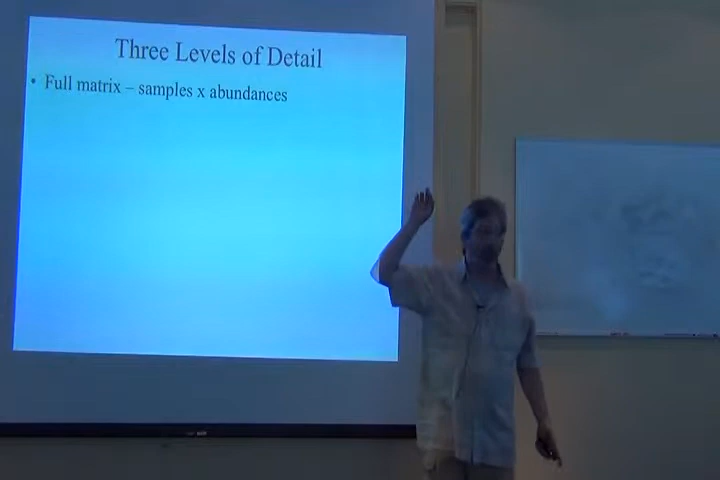 Three Levels of Detail
• Full matrix – samples x abundances